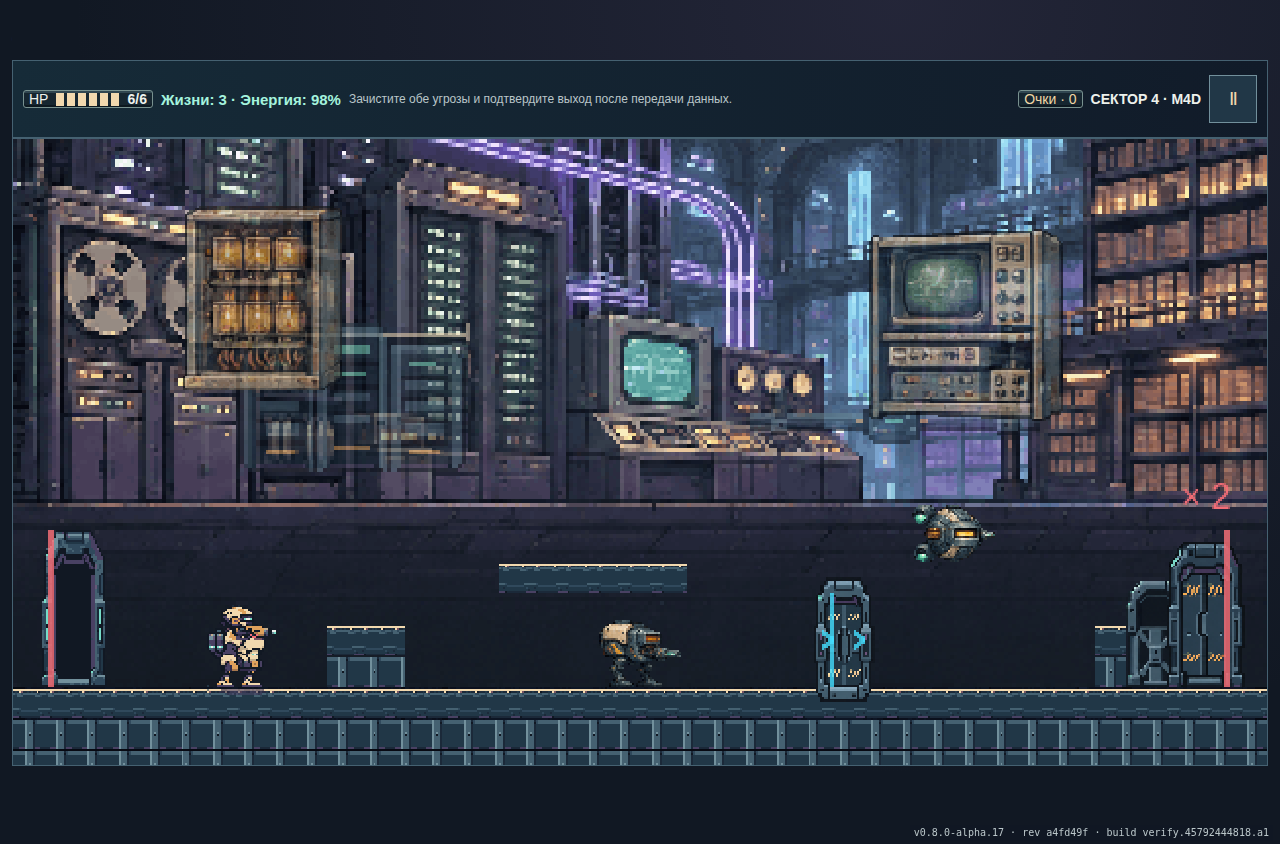 HP 6/6 Жизни: 3 · Энергия: 98% Зачистите обе угрозы и подтвердите выход после передачи данных. Очки · 0 СЕКТОР 4 · M4D II
× 2
v0.8.0-alpha.17 · rev a4fd49f · build verify.45792444818.a1